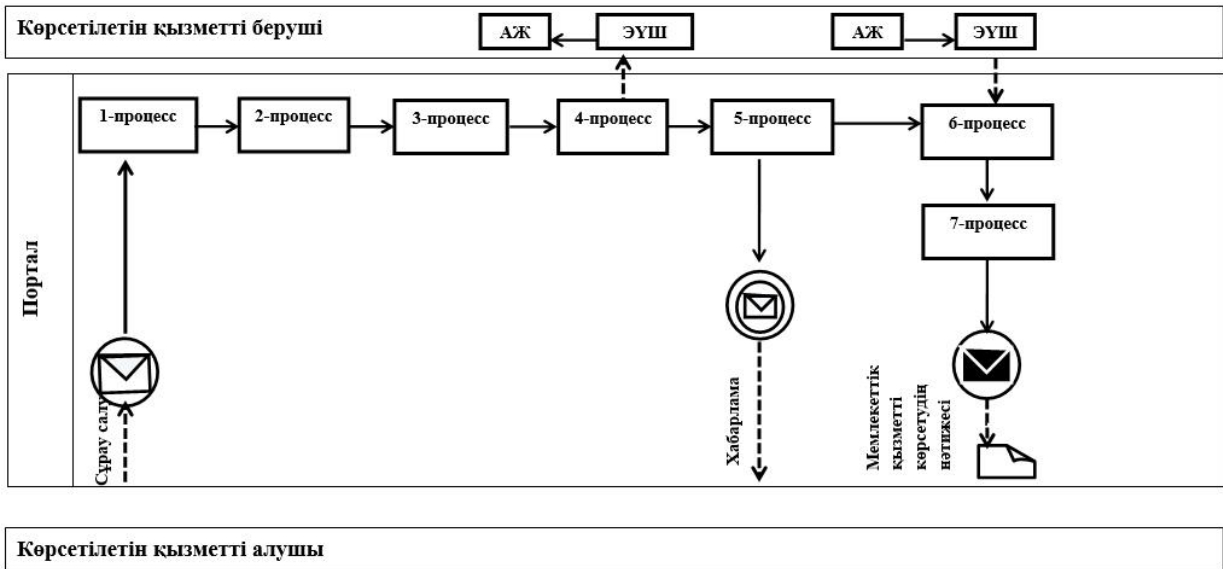 Көрсетілетін қызметті беруші
АЖ
ЭҮШ
АЖ
ЭҮШ
Портал
1-процесс
2-процесс
3-процесс
4-процесс
5-процесс
6-процесс
7-процесс
Сұрау салу
Хабарлама
Мемлекеттік
қызметті
көрсетудің
нәтижесі
Көрсетілетін қызметті алушы